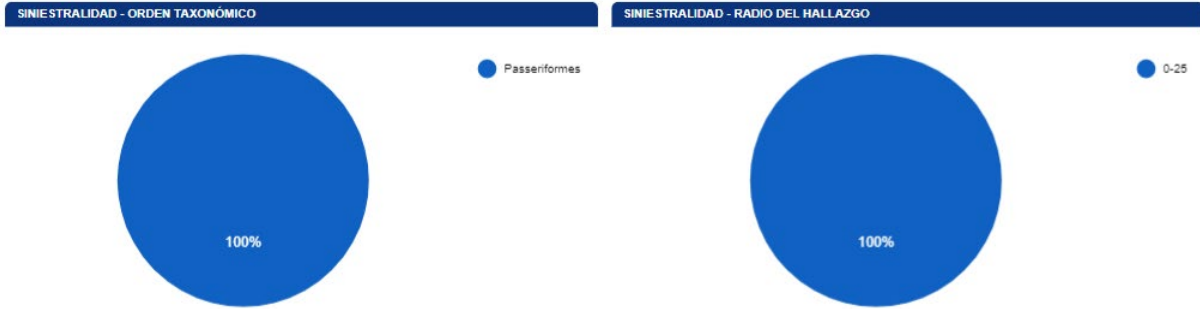 SINIESTRALIDAD - ORDEN TAXONÓMICO
Passeriformes
100%
SINIESTRALIDAD - RADIO DEL HALLAZGO
0-25
100%